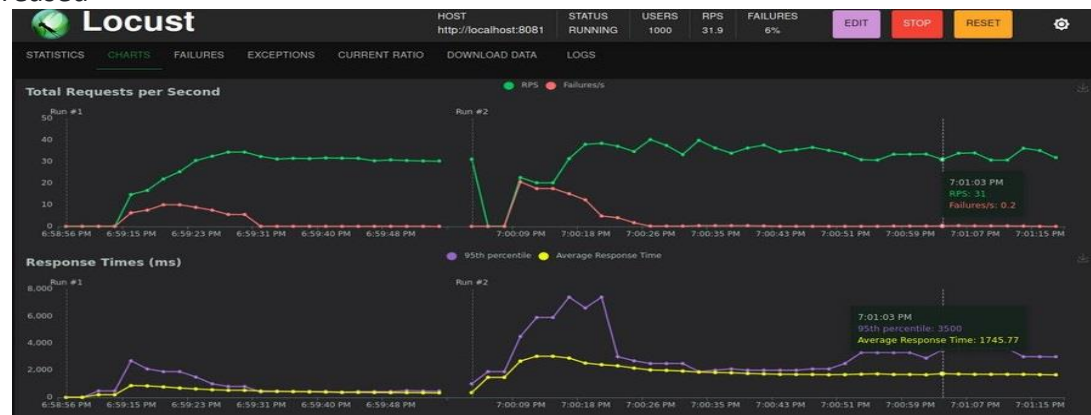 Locust
HOST
http://localhost:8081
STATUS
RUNNING
USERS
1000
RPS
31.9
FAILURES
6%
EDIT
STOP
RESET
STATISTICS CHARTS FAILURES EXCEPTIONS CURRENT RATIO DOWNLOAD DATA LOGS
Total Requests per Second
RPS Failures/s
Run #1
Run #2
50
40
30
20
10
0
7:01:03 PM
RPS: 31
Failures/s: 0.2
6:58:56 PM 6:59:15 PM 6:59:23 PM 6:59:31 PM 6:59:40 PM 6:59:48 PM 7:00:09 PM 7:00:18 PM 7:00:26 PM 7:00:35 PM 7:00:43 PM 7:00:51 PM 7:00:59 PM 7:01:07 PM 7:01:15 PM
Response Times (ms)
95th percentile Average Response Time
Run #1
Run #2
8,000
6,000
4,000
2,000
0
7:01:03 PM
95th percentile: 3500
Average Response Time: 1745.77
6:58:56 PM 6:59:15 PM 6:59:23 PM 6:59:31 PM 6:59:40 PM 6:59:48 PM 7:00:09 PM 7:00:18 PM 7:00:26 PM 7:00:35 PM 7:00:43 PM 7:00:51 PM 7:00:59 PM 7:01:07 PM 7:01:15 PM